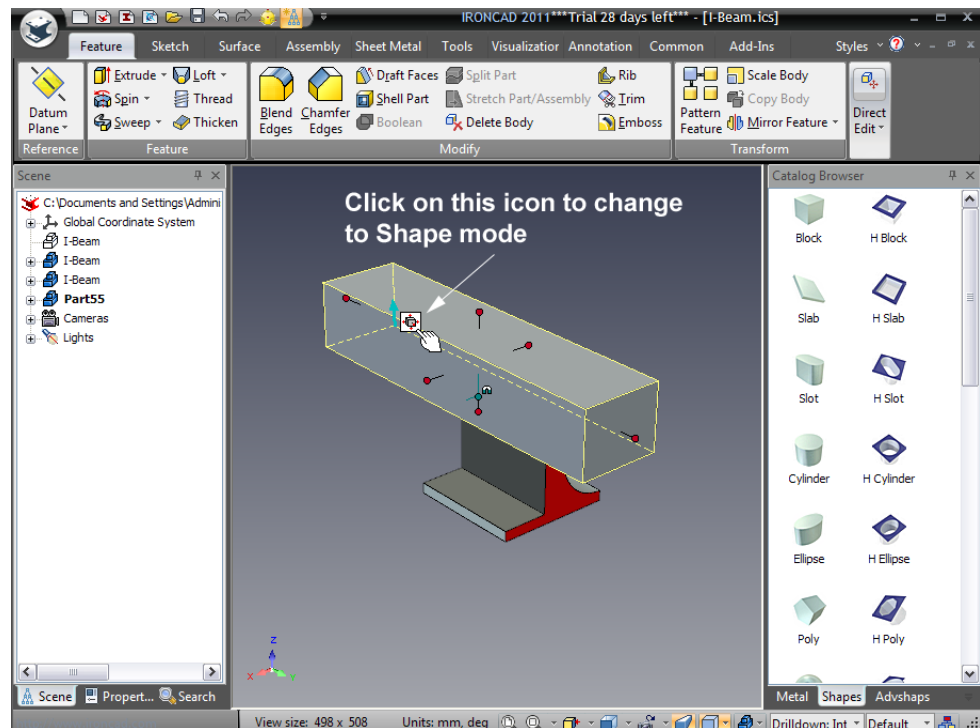 IRONCAD 2011***Trial 28 days left*** - [I-Beam.ics]
Feature Sketch Surface Assembly Sheet Metal Tools Visualization Annotation Common Add-Ins Styles
Datum Plane
Reference
Extrude Loft
Spin Thread
Sweep Thicken
Feature
Blend Edges
Chamfer Edges
Draft Faces Split Part Rib
Shell Part Stretch Part/Assembly Trim
Boolean Delete Body Emboss
Modify
Pattern Feature
Scale Body
Copy Body
Mirror Feature
Transform
Direct Edit
Scene
C:\Documents and Settings\Admini
Global Coordinate System
I-Beam
I-Beam
I-Beam
Part55
Cameras
Lights
Scene Propert... Search
Click on this icon to change
to Shape mode
z
x y
Catalog Browser
Block H Block
Slab H Slab
Slot H Slot
Cylinder H Cylinder
Ellipse H Ellipse
Poly H Poly
Metal Shapes Advshaps
View size: 498 x 508 Units: mm, deg Drilldown: Int Default